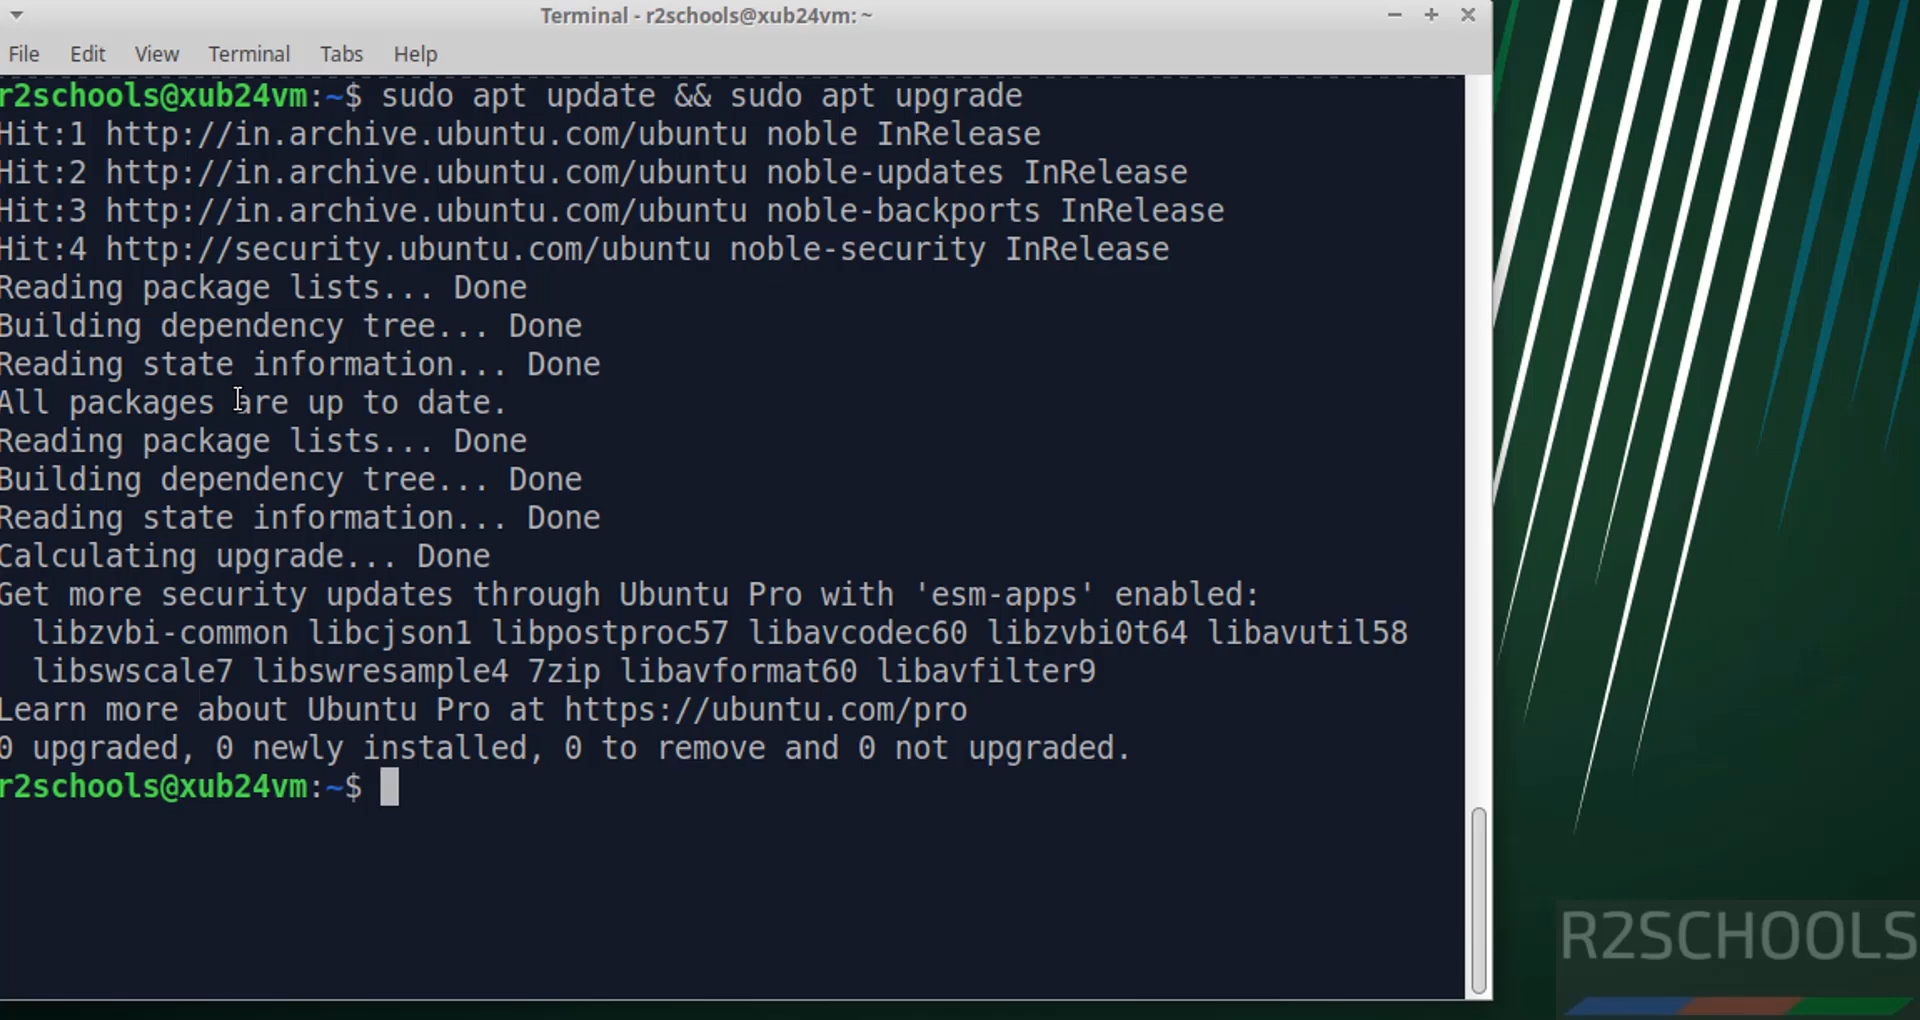 Terminal - r2schools@xub24vm: ~
File Edit View Terminal Tabs Help
r2schools@xub24vm:~$ sudo apt update && sudo apt upgrade
Hit:1 http://in.archive.ubuntu.com/ubuntu noble InRelease
Hit:2 http://in.archive.ubuntu.com/ubuntu noble-updates InRelease
Hit:3 http://in.archive.ubuntu.com/ubuntu noble-backports InRelease
Hit:4 http://security.ubuntu.com/ubuntu noble-security InRelease
Reading package lists... Done
Building dependency tree... Done
Reading state information... Done
All packages are up to date.
Reading package lists... Done
Building dependency tree... Done
Reading state information... Done
Calculating upgrade... Done
Get more security updates through Ubuntu Pro with 'esm-apps' enabled:
  libzvbi-common libcjson1 libpostproc57 libavcodec60 libzvbi0t64 libavutil58
  libswscale7 libswresample4 7zip libavformat60 libavfilter9
Learn more about Ubuntu Pro at https://ubuntu.com/pro
0 upgraded, 0 newly installed, 0 to remove and 0 not upgraded.
r2schools@xub24vm:~$
R2SCHOOLS